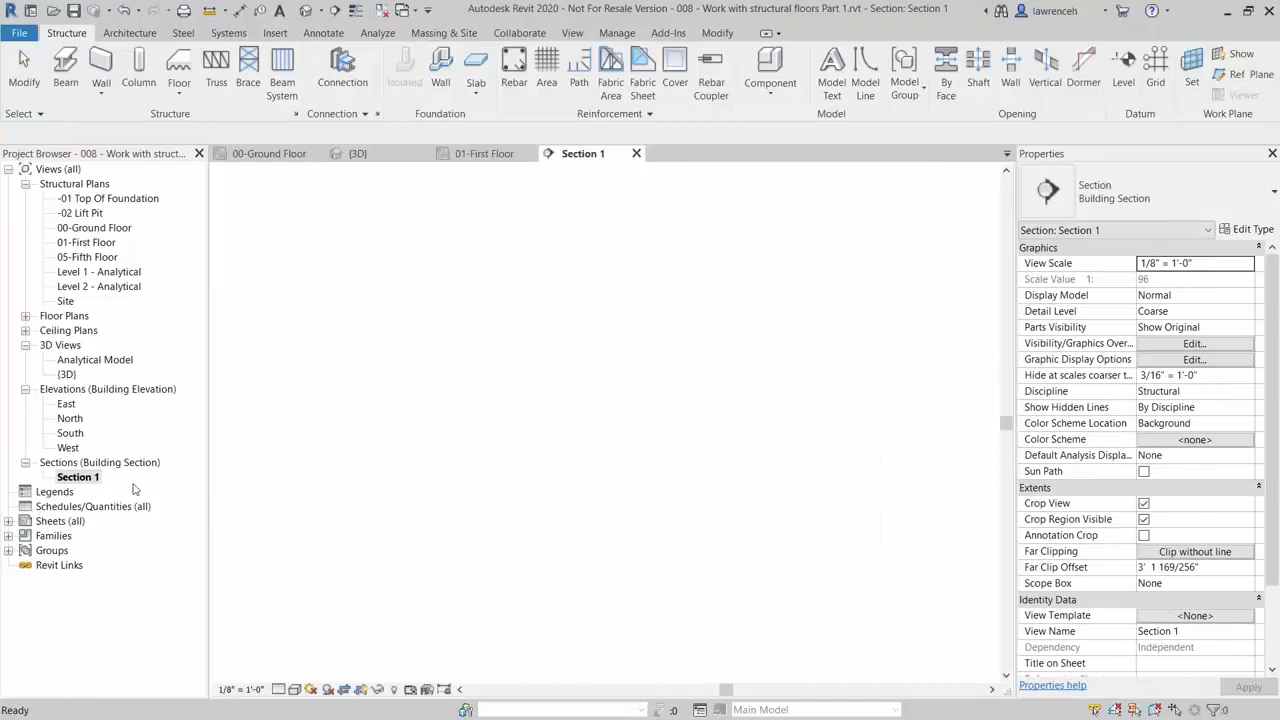 Autodesk Revit 2020 - Not For Resale Version - 008 - Work with structural floors Part 1.rvt - Section: Section 1
lawrenceh
File Structure Architecture Steel Systems Insert Annotate Analyze Massing & Site Collaborate View Manage Add-Ins Modify
Modify Beam Wall Column Floor Truss Brace Beam System Connection Isolated Wall Slab Rebar Area Path Fabric Area Fabric Sheet Cover Rebar Coupler Component Model Text Model Line Model Group By Face Shaft Wall Vertical Dormer Level Grid Set
Show
Ref Plane
Viewer
Select Structure Connection Foundation Reinforcement Model Opening Datum Work Plane
Project Browser - 008 - Work with struct...
00-Ground Floor {3D} 01-First Floor Section 1
Views (all)
Structural Plans
-01 Top Of Foundation
-02 Lift Pit
00-Ground Floor
01-First Floor
05-Fifth Floor
Level 1 - Analytical
Level 2 - Analytical
Site
Floor Plans
Ceiling Plans
3D Views
Analytical Model
{3D}
Elevations (Building Elevation)
East
North
South
West
Sections (Building Section)
Section 1
Legends
Schedules/Quantities (all)
Sheets (all)
Families
Groups
Revit Links
Properties
Section
Building Section
Section: Section 1 Edit Type
Graphics
View Scale 1/8" = 1'-0"
Scale Value 1: 96
Display Model Normal
Detail Level Coarse
Parts Visibility Show Original
Visibility/Graphics Over... Edit...
Graphic Display Options Edit...
Hide at scales coarser t... 3/16" = 1'-0"
Discipline Structural
Show Hidden Lines By Discipline
Color Scheme Location Background
Color Scheme <none>
Default Analysis Displa... None
Sun Path
Extents
Crop View
Crop Region Visible
Annotation Crop
Far Clipping Clip without line
Far Clip Offset 3' 1 169/256"
Scope Box None
Identity Data
View Template <None>
View Name Section 1
Dependency Independent
Title on Sheet
Properties help Apply
1/8" = 1'-0"
Ready
:0
Main Model
:0